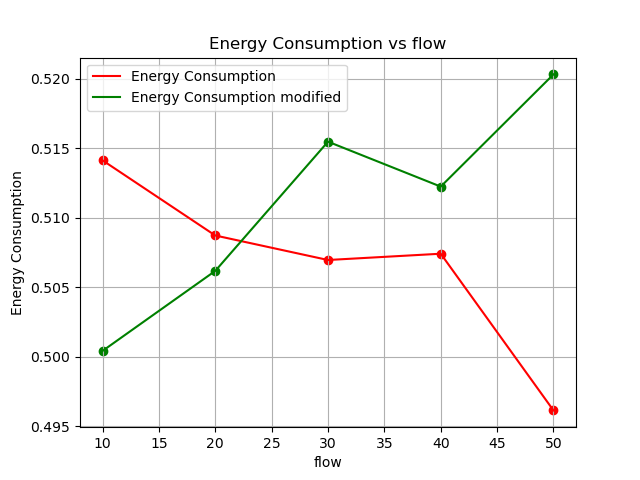 Energy Consumption vs flow
Energy Consumption
Energy Consumption modified
0.520
0.515
0.510
0.505
0.500
0.495
Energy Consumption
10 15 20 25 30 35 40 45 50
flow